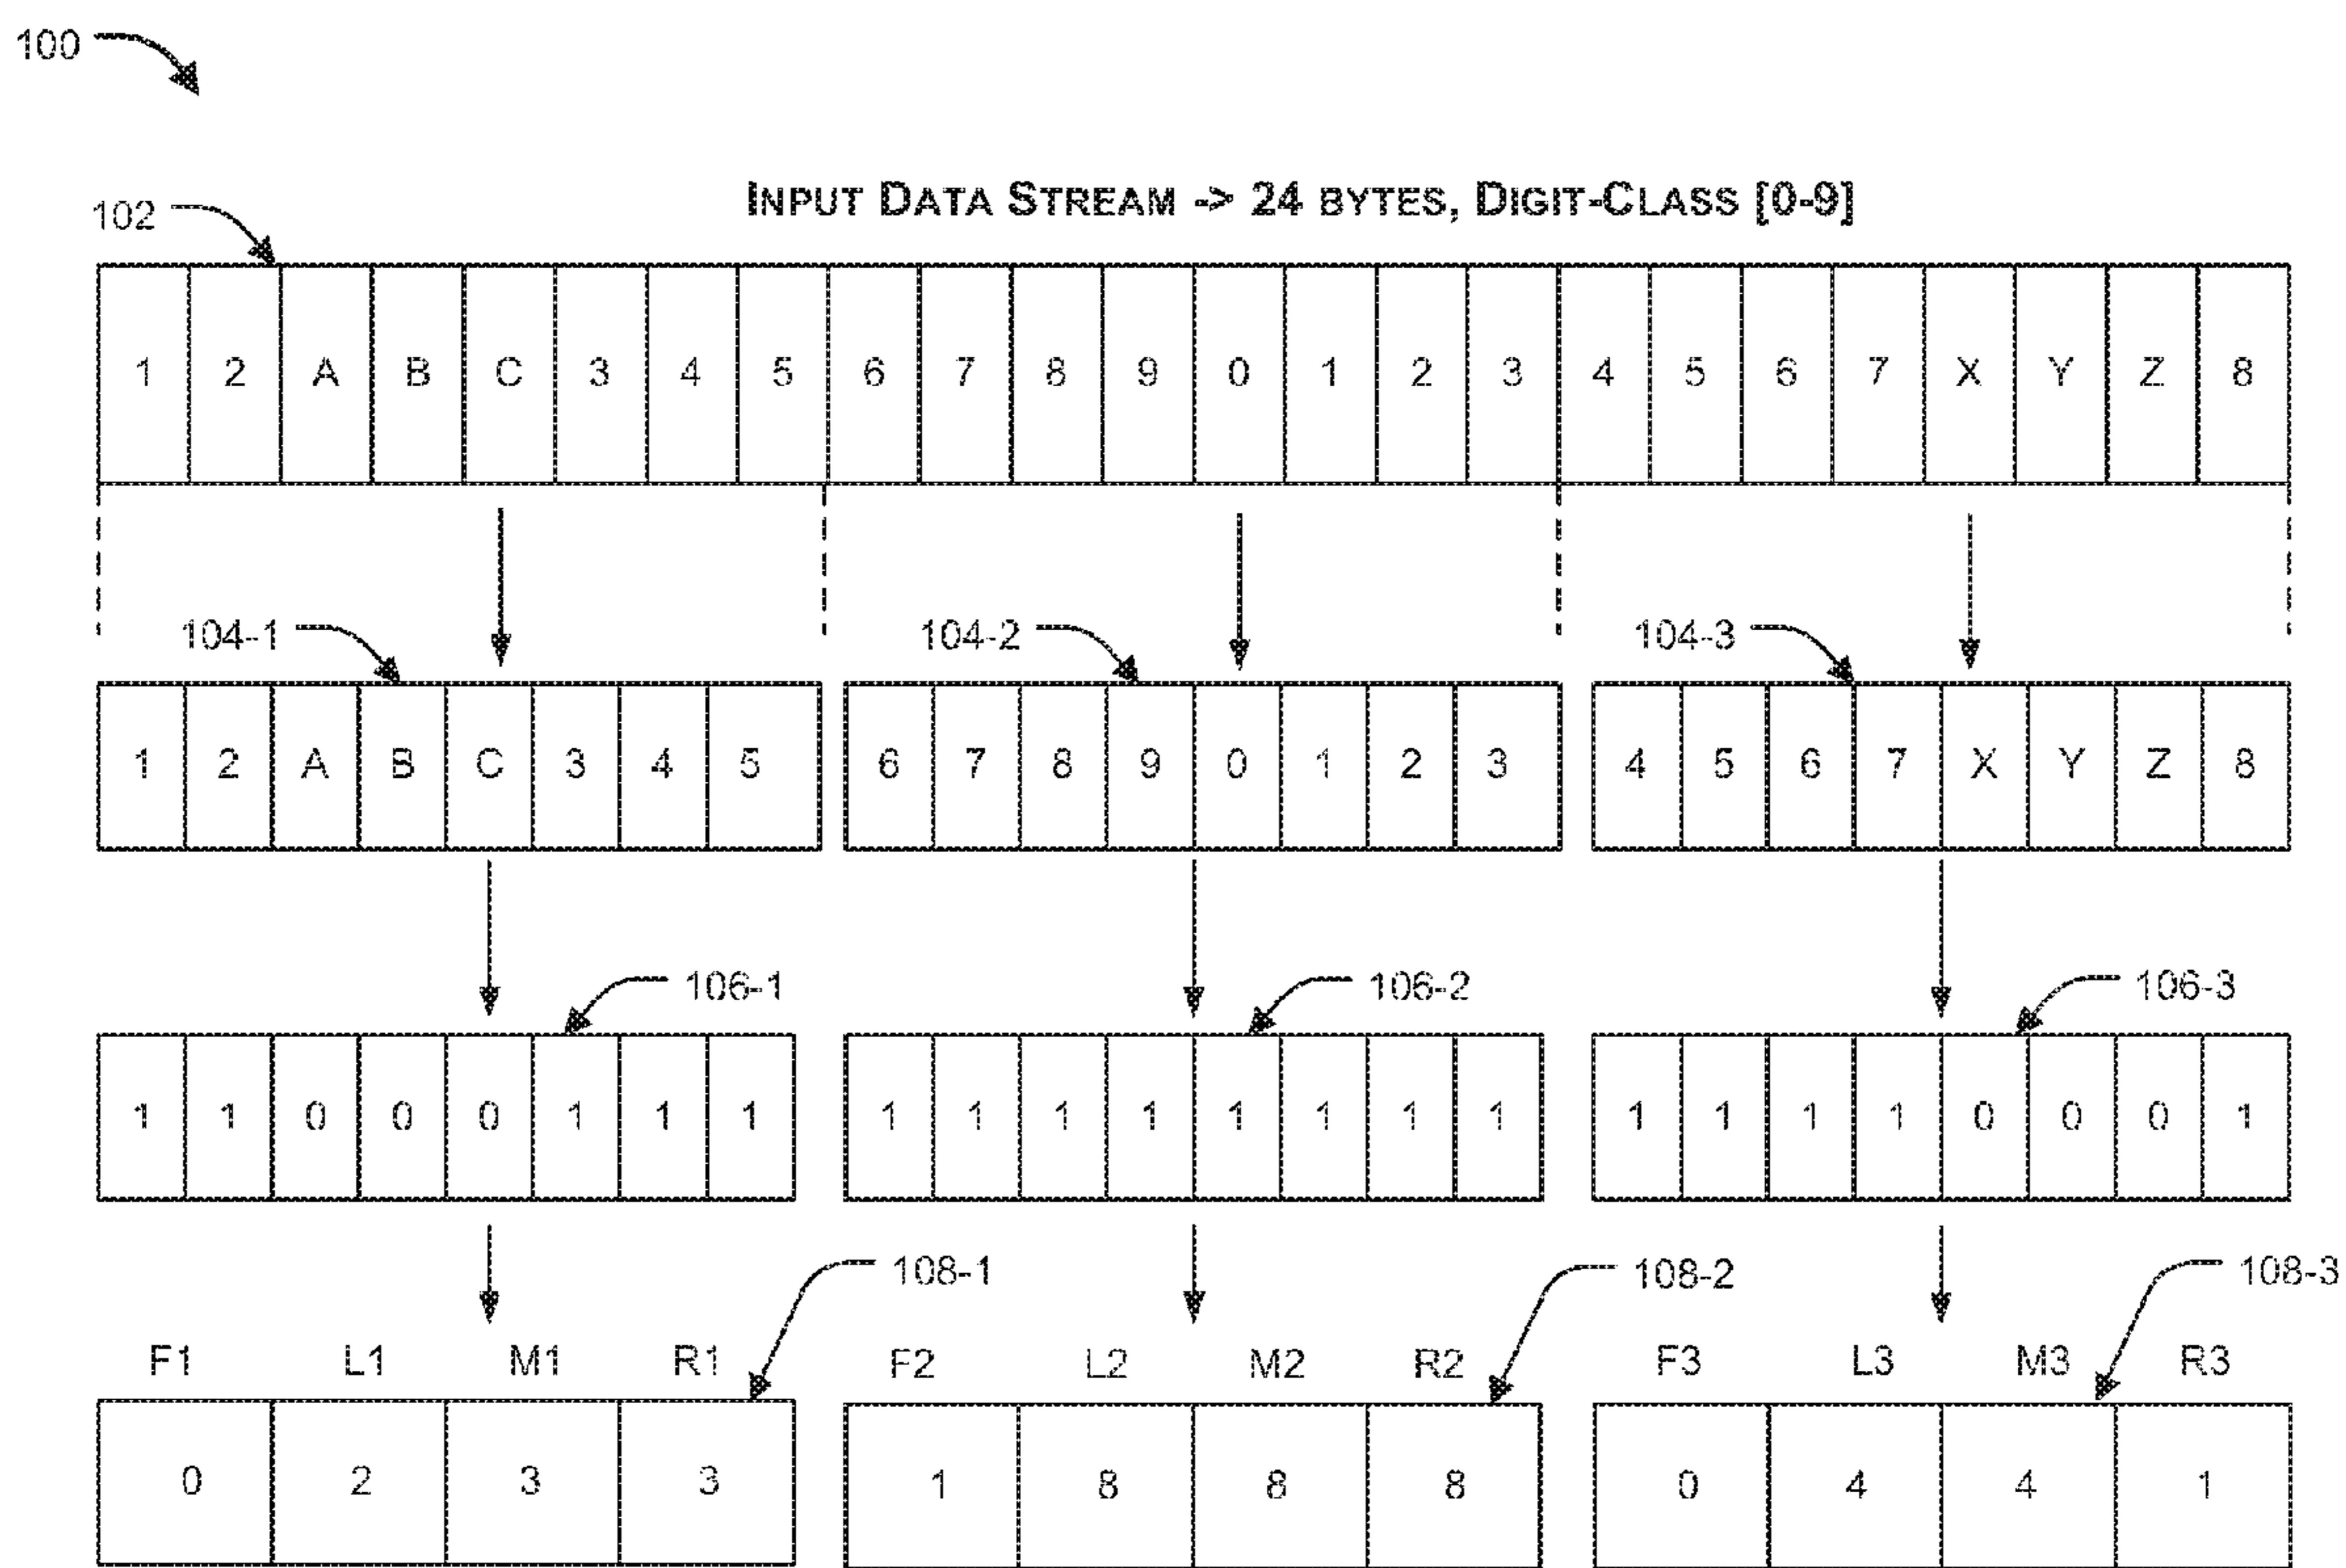 100
102
INPUT DATA STREAM -> 24 BYTES, DIGIT-CLASS [0-9]
1 2 A B C 3 4 5 6 7 8 9 0 1 2 3 4 5 6 7 X Y Z 8
104-1 104-2 104-3
1 2 A B C 3 4 5 6 7 8 9 0 1 2 3 4 5 6 7 X Y Z 8
106-1 106-2 106-3
1 1 0 0 0 1 1 1 1 1 1 1 1 1 1 1 1 1 1 1 0 0 0 1
108-1 108-2 108-3
F1 L1 M1 R1 F2 L2 M2 R2 F3 L3 M3 R3
0 2 3 3 1 8 8 8 0 4 4 1